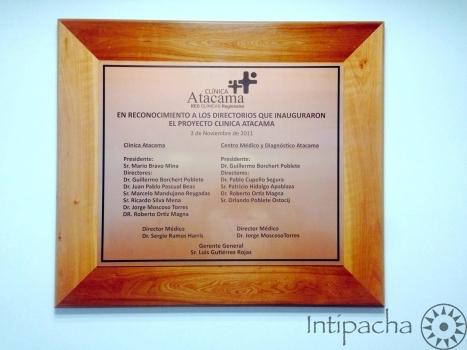 CLÍNICA
Atacama
RED CLÍNICAS Regionales
EN RECONOCIMIENTO A LOS DIRECTORIOS QUE INAUGURARON
EL PROYECTO CLINICA ATACAMA
3 de Noviembre de 2011
Clínica Atacama
Presidente:
Sr. Mario Bravo Mina
Directores:
Dr. Guillermo Borchert Poblete
Dr. Juan Pablo Pascual Beas
Sr. Marcelo Mandujano Reygadas
Sr. Ricardo Silva Mena
Dr. Jorge Moscoso Torres
DR. Roberto Ortiz Magna
Centro Médico y Diagnóstico Atacama
Presidente:
Dr. Guillermo Borchert Poblete
Directores:
Dr. Pablo Cupello Segura
Sr. Patricio Hidalgo Apablaza
Dr. Roberto Ortiz Magna
Sr. Orlando Poblete Ostocij
Director Médico
Dr. Sergio Ramos Harris
Director Médico
Dr. Jorge MoscosoTorres
Gerente General
Sr. Luis Gutiérrez Rojas
Intipacha